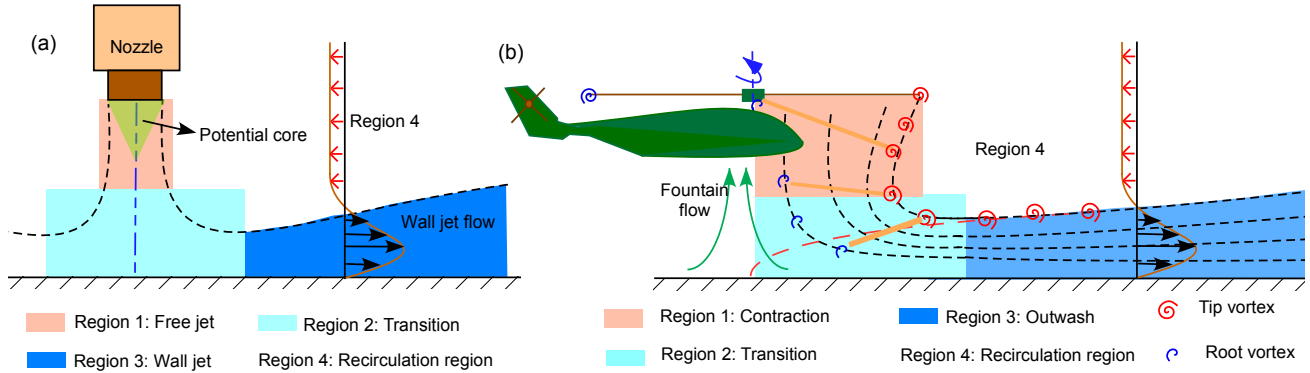 (a)
Nozzle
Potential core
Region 4
Wall jet flow
Region 1: Free jet
Region 2: Transition
Region 3: Wall jet
Region 4: Recirculation region
(b)
Region 4
Fountain
flow
Region 1: Contraction
Region 3: Outwash
Tip vortex
Region 2: Transition
Region 4: Recirculation region
Root vortex